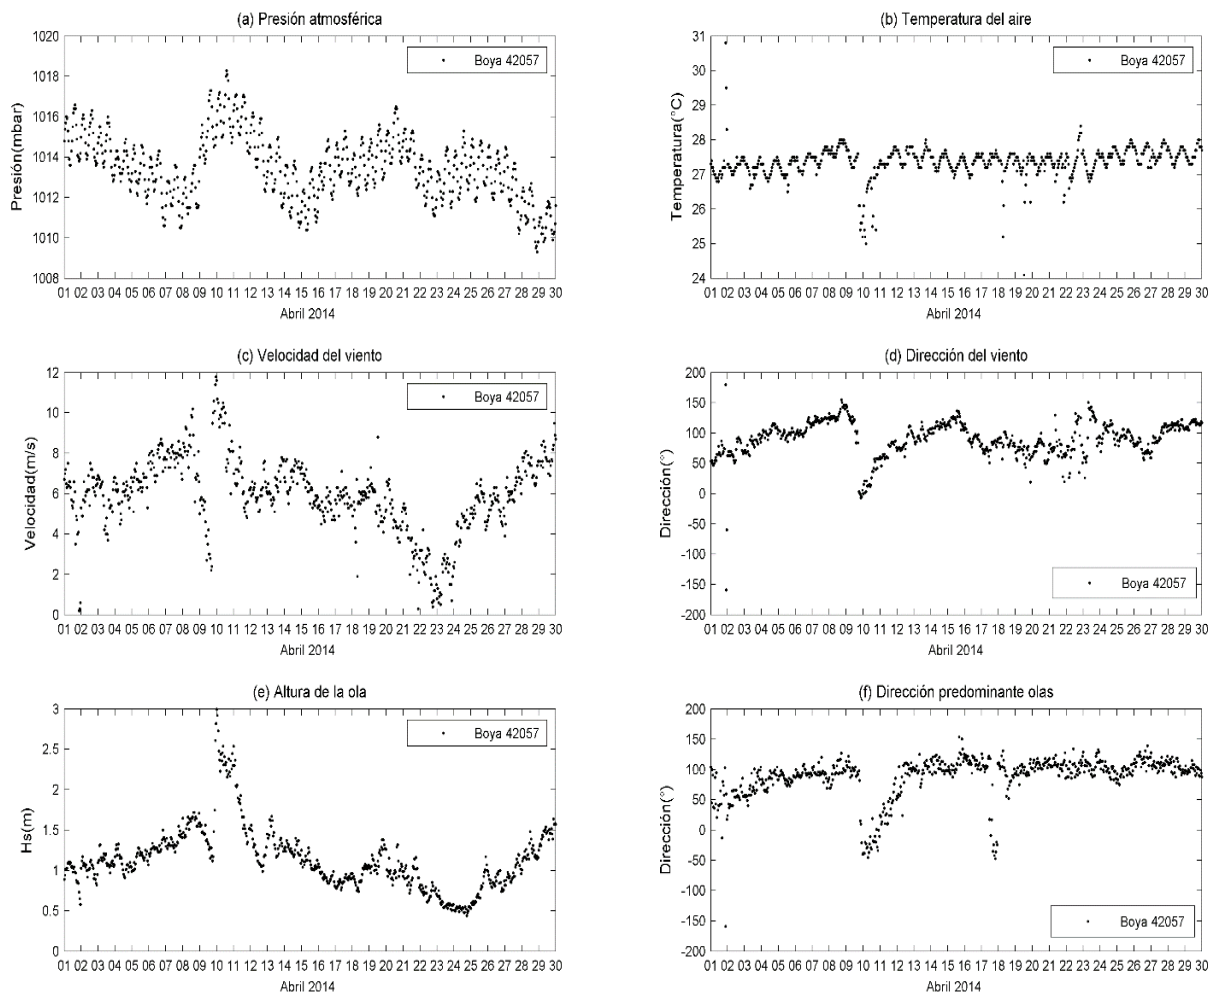 (a) Presión atmosférica
1020
1018
1016
1014
1012
1010
1008
Presión(mbar)
Boya 42057
01 02 03 04 05 06 07 08 09 10 11 12 13 14 15 16 17 18 19 20 21 22 23 24 25 26 27 28 29 30
Abril 2014
(b) Temperatura del aire
31
30
29
28
27
26
25
24
Temperatura(°C)
Boya 42057
01 02 03 04 05 06 07 08 09 10 11 12 13 14 15 16 17 18 19 20 21 22 23 24 25 26 27 28 29 30
Abril 2014
(c) Velocidad del viento
12
10
8
6
4
2
0
Velocidad(m/s)
Boya 42057
01 02 03 04 05 06 07 08 09 10 11 12 13 14 15 16 17 18 19 20 21 22 23 24 25 26 27 28 29 30
Abril 2014
(d) Dirección del viento
200
150
100
50
0
-50
-100
-150
-200
Dirección(°)
Boya 42057
01 02 03 04 05 06 07 08 09 10 11 12 13 14 15 16 17 18 19 20 21 22 23 24 25 26 27 28 29 30
Abril 2014
(e) Altura de la ola
3
2.5
2
1.5
1
0.5
0
Hs(m)
Boya 42057
01 02 03 04 05 06 07 08 09 10 11 12 13 14 15 16 17 18 19 20 21 22 23 24 25 26 27 28 29 30
Abril 2014
(f) Dirección predominante olas
200
150
100
50
0
-50
-100
-150
-200
Dirección(°)
Boya 42057
01 02 03 04 05 06 07 08 09 10 11 12 13 14 15 16 17 18 19 20 21 22 23 24 25 26 27 28 29 30
Abril 2014